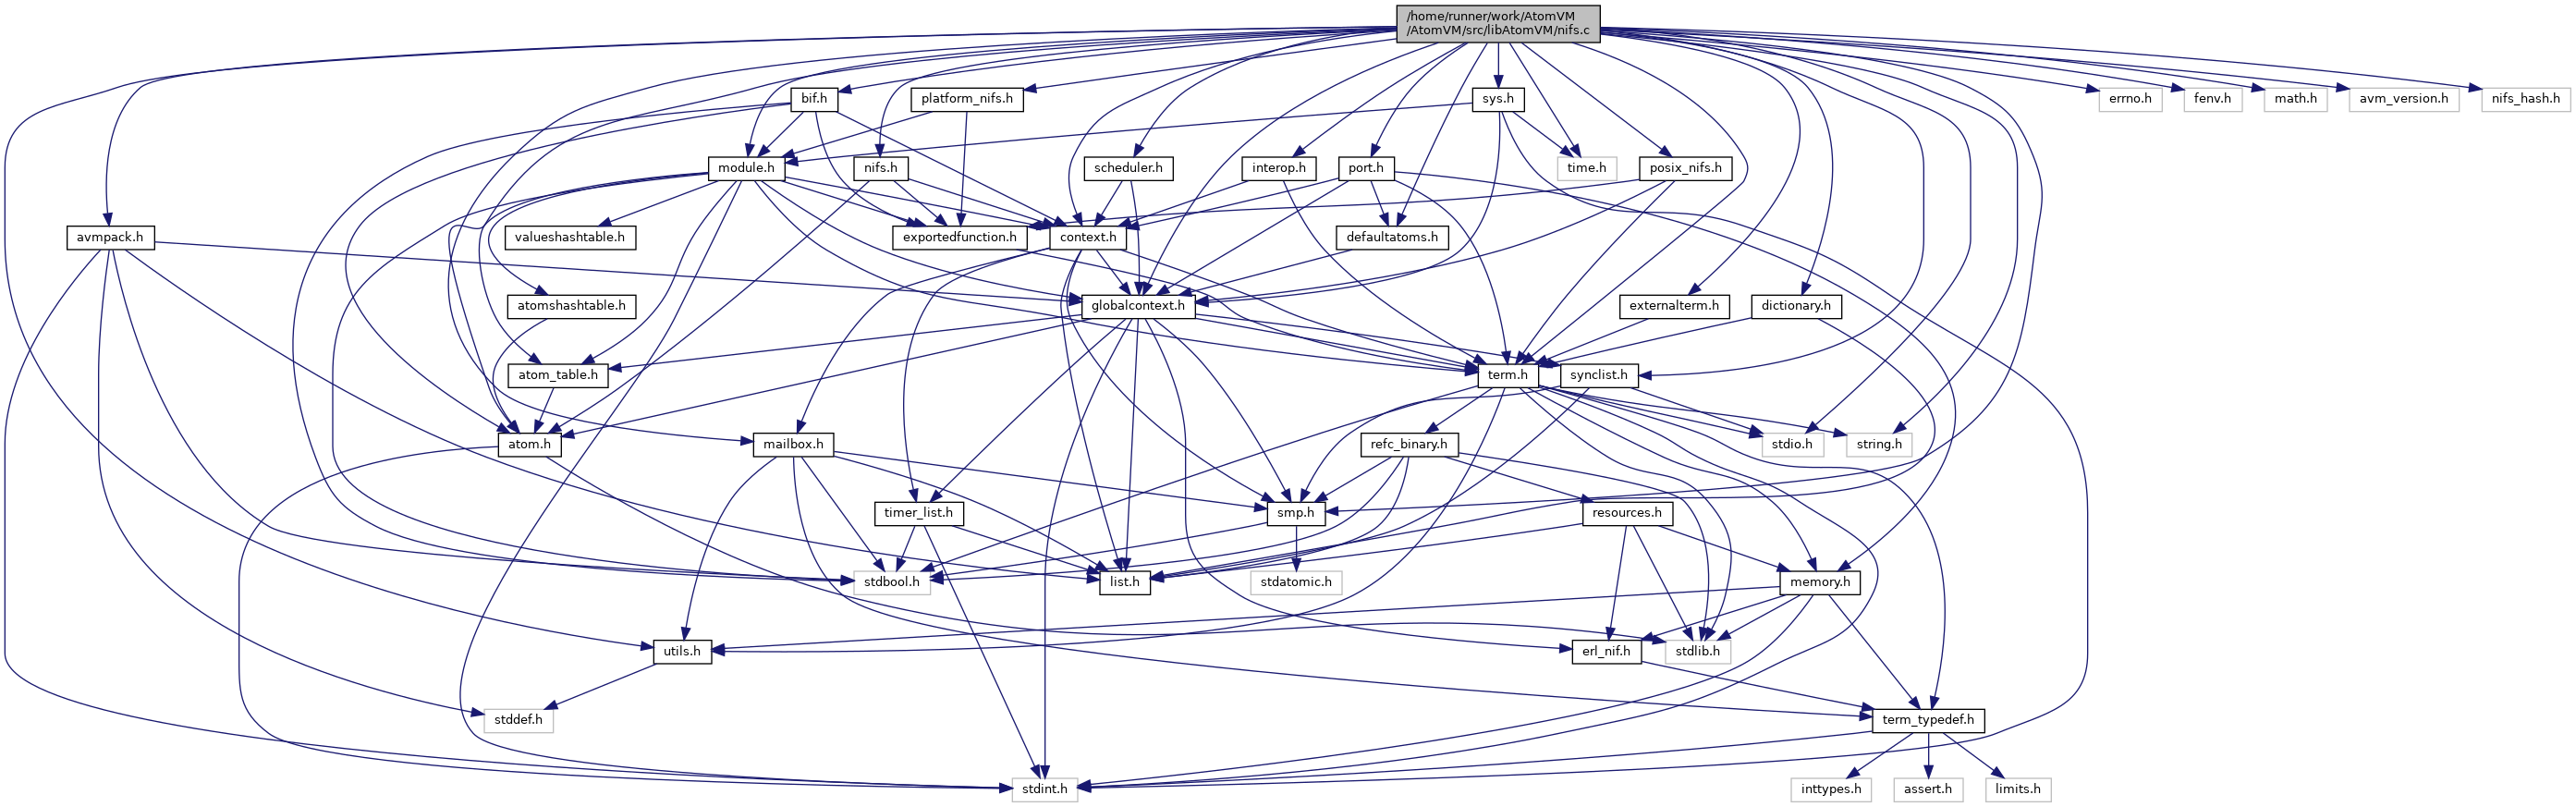 /home/runner/work/AtomVM
/AtomVM/src/libAtomVM/nifs.c
bif.h
platform_nifs.h
sys.h
errno.h
fenv.h
math.h
avm_version.h
nifs_hash.h
module.h
nifs.h
scheduler.h
interop.h
port.h
time.h
posix_nifs.h
avmpack.h
valueshashtable.h
exportedfunction.h
context.h
defaultatoms.h
atomshashtable.h
globalcontext.h
externalterm.h
dictionary.h
atom_table.h
term.h
synclist.h
atom.h
mailbox.h
refc_binary.h
stdio.h
string.h
timer_list.h
smp.h
resources.h
stdbool.h
list.h
stdatomic.h
memory.h
utils.h
erl_nif.h
stdlib.h
stddef.h
term_typedef.h
stdint.h
inttypes.h
assert.h
limits.h